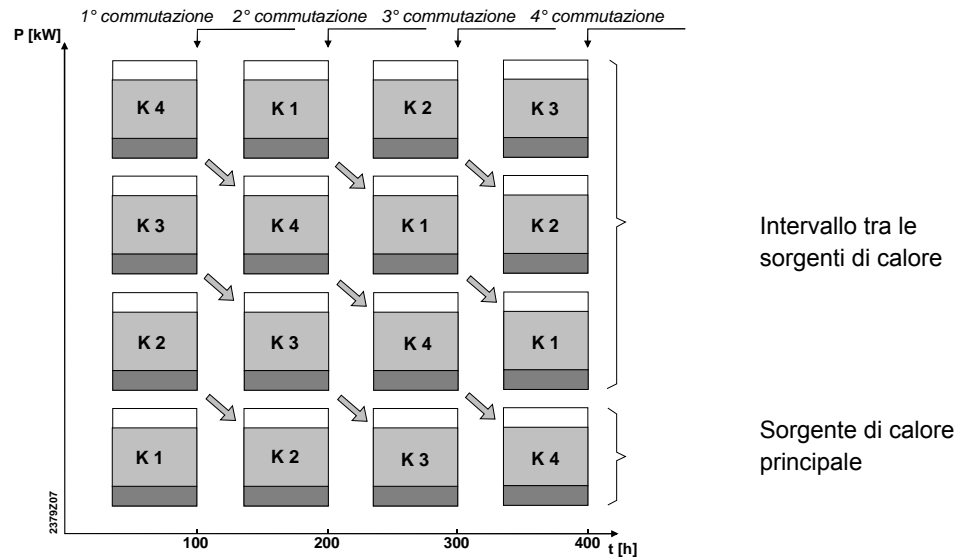 1° commutazione 2° commutazione 3° commutazione 4° commutazione
P [kW]
K 4 K 1 K 2 K 3
K 3 K 4 K 1 K 2
Intervallo tra le
sorgenti di calore
K 2 K 3 K 4 K 1
K 1 K 2 K 3 K 4
Sorgente di calore
principale
2379Z07
100 200 300 400
t [h]